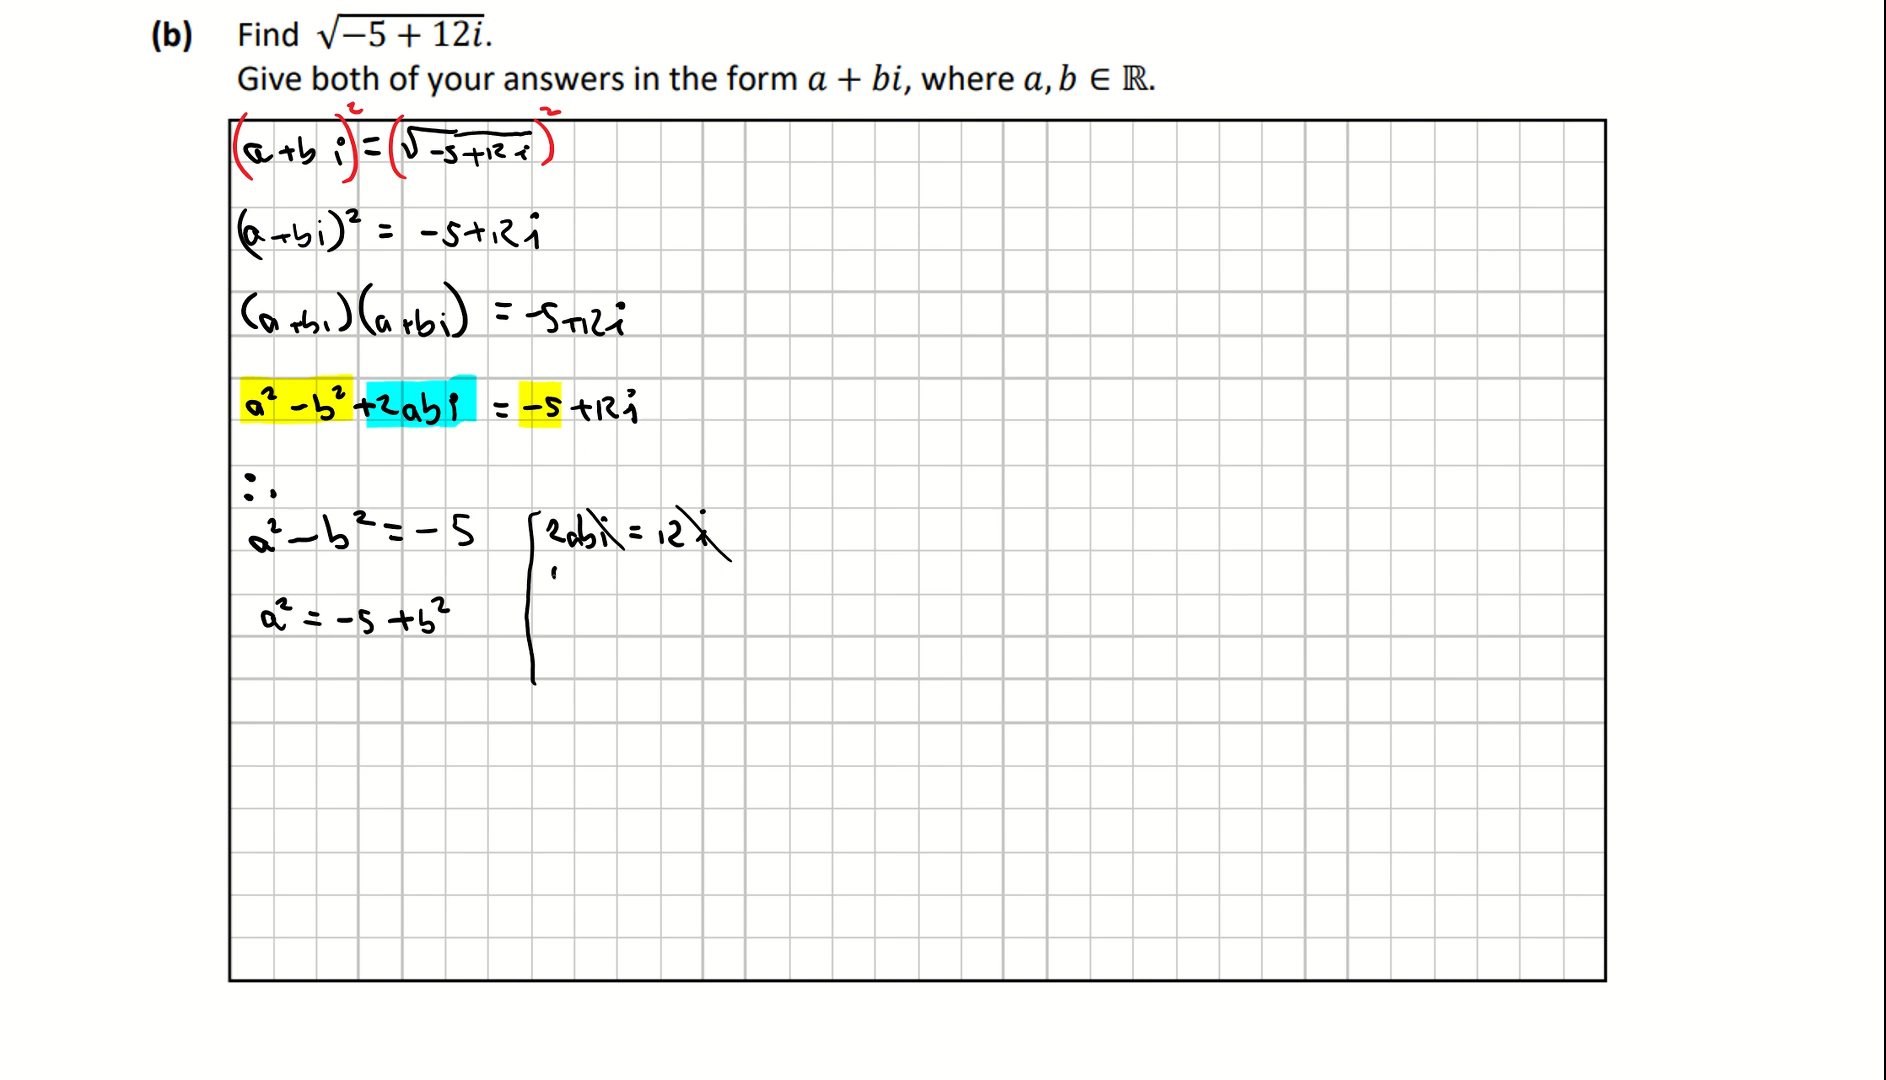 (b) Find √−5 + 12i.
Give both of your answers in the form a + bi, where a, b ∈ ℝ.
(a+bi)² = (√-5+12i)²
(a+bi)² = -5+12i
(a+bi)(a+bi) = -5+12i
a² - b² + 2abi = -5 + 12i
∴
a² - b² = -5
2abi = 12i
a² = -5 + b²